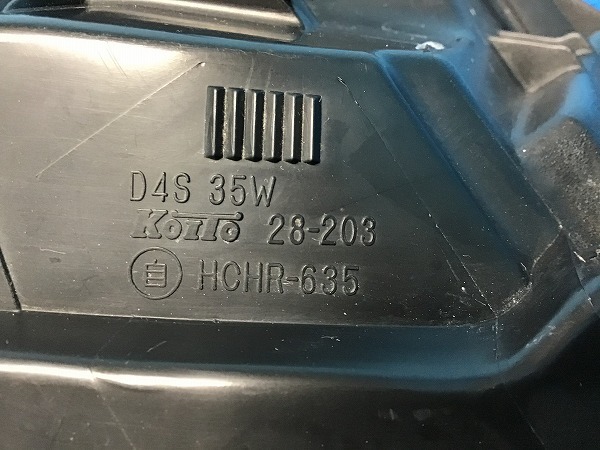 D4S 35W
KOITO 28-203
自 HCHR-635